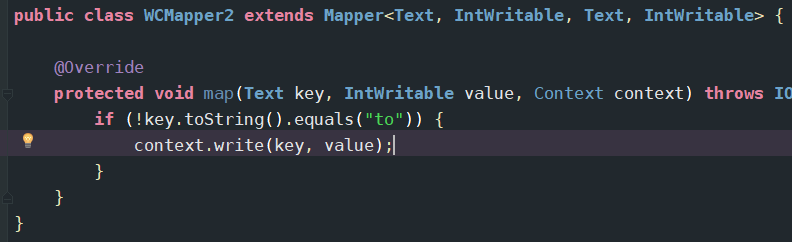 public class WCMapper2 extends Mapper<Text, IntWritable, Text, IntWritable> {
@Override
protected void map(Text key, IntWritable value, Context context) throws IO
if (!key.toString().equals("to")) {
context.write(key, value);
}
}
}